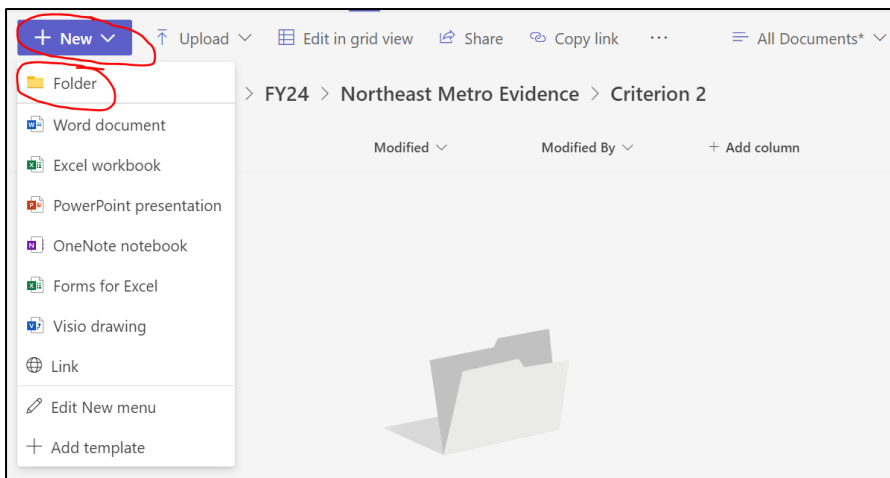 + New Upload Edit in grid view Share Copy link ... All Documents*
Folder
> FY24 > Northeast Metro Evidence > Criterion 2
Word document
Modified Modified By + Add column
Excel workbook
PowerPoint presentation
OneNote notebook
Forms for Excel
Visio drawing
Link
Edit New menu
+ Add template